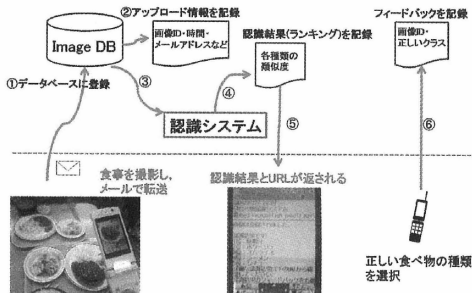 ②アップロード情報を記録
フィードバックを記録
Image DB
画像ID・時間・
メールアドレスなど
認識結果(ランキング)を記録
画像ID・
正しいクラス
①データベースに登録
③
④
各種類の
類似度
認識システム
⑤
⑥
食事を撮影し,
メールで転送
認識結果とURLが返される
正しい食べ物の種類
を選択